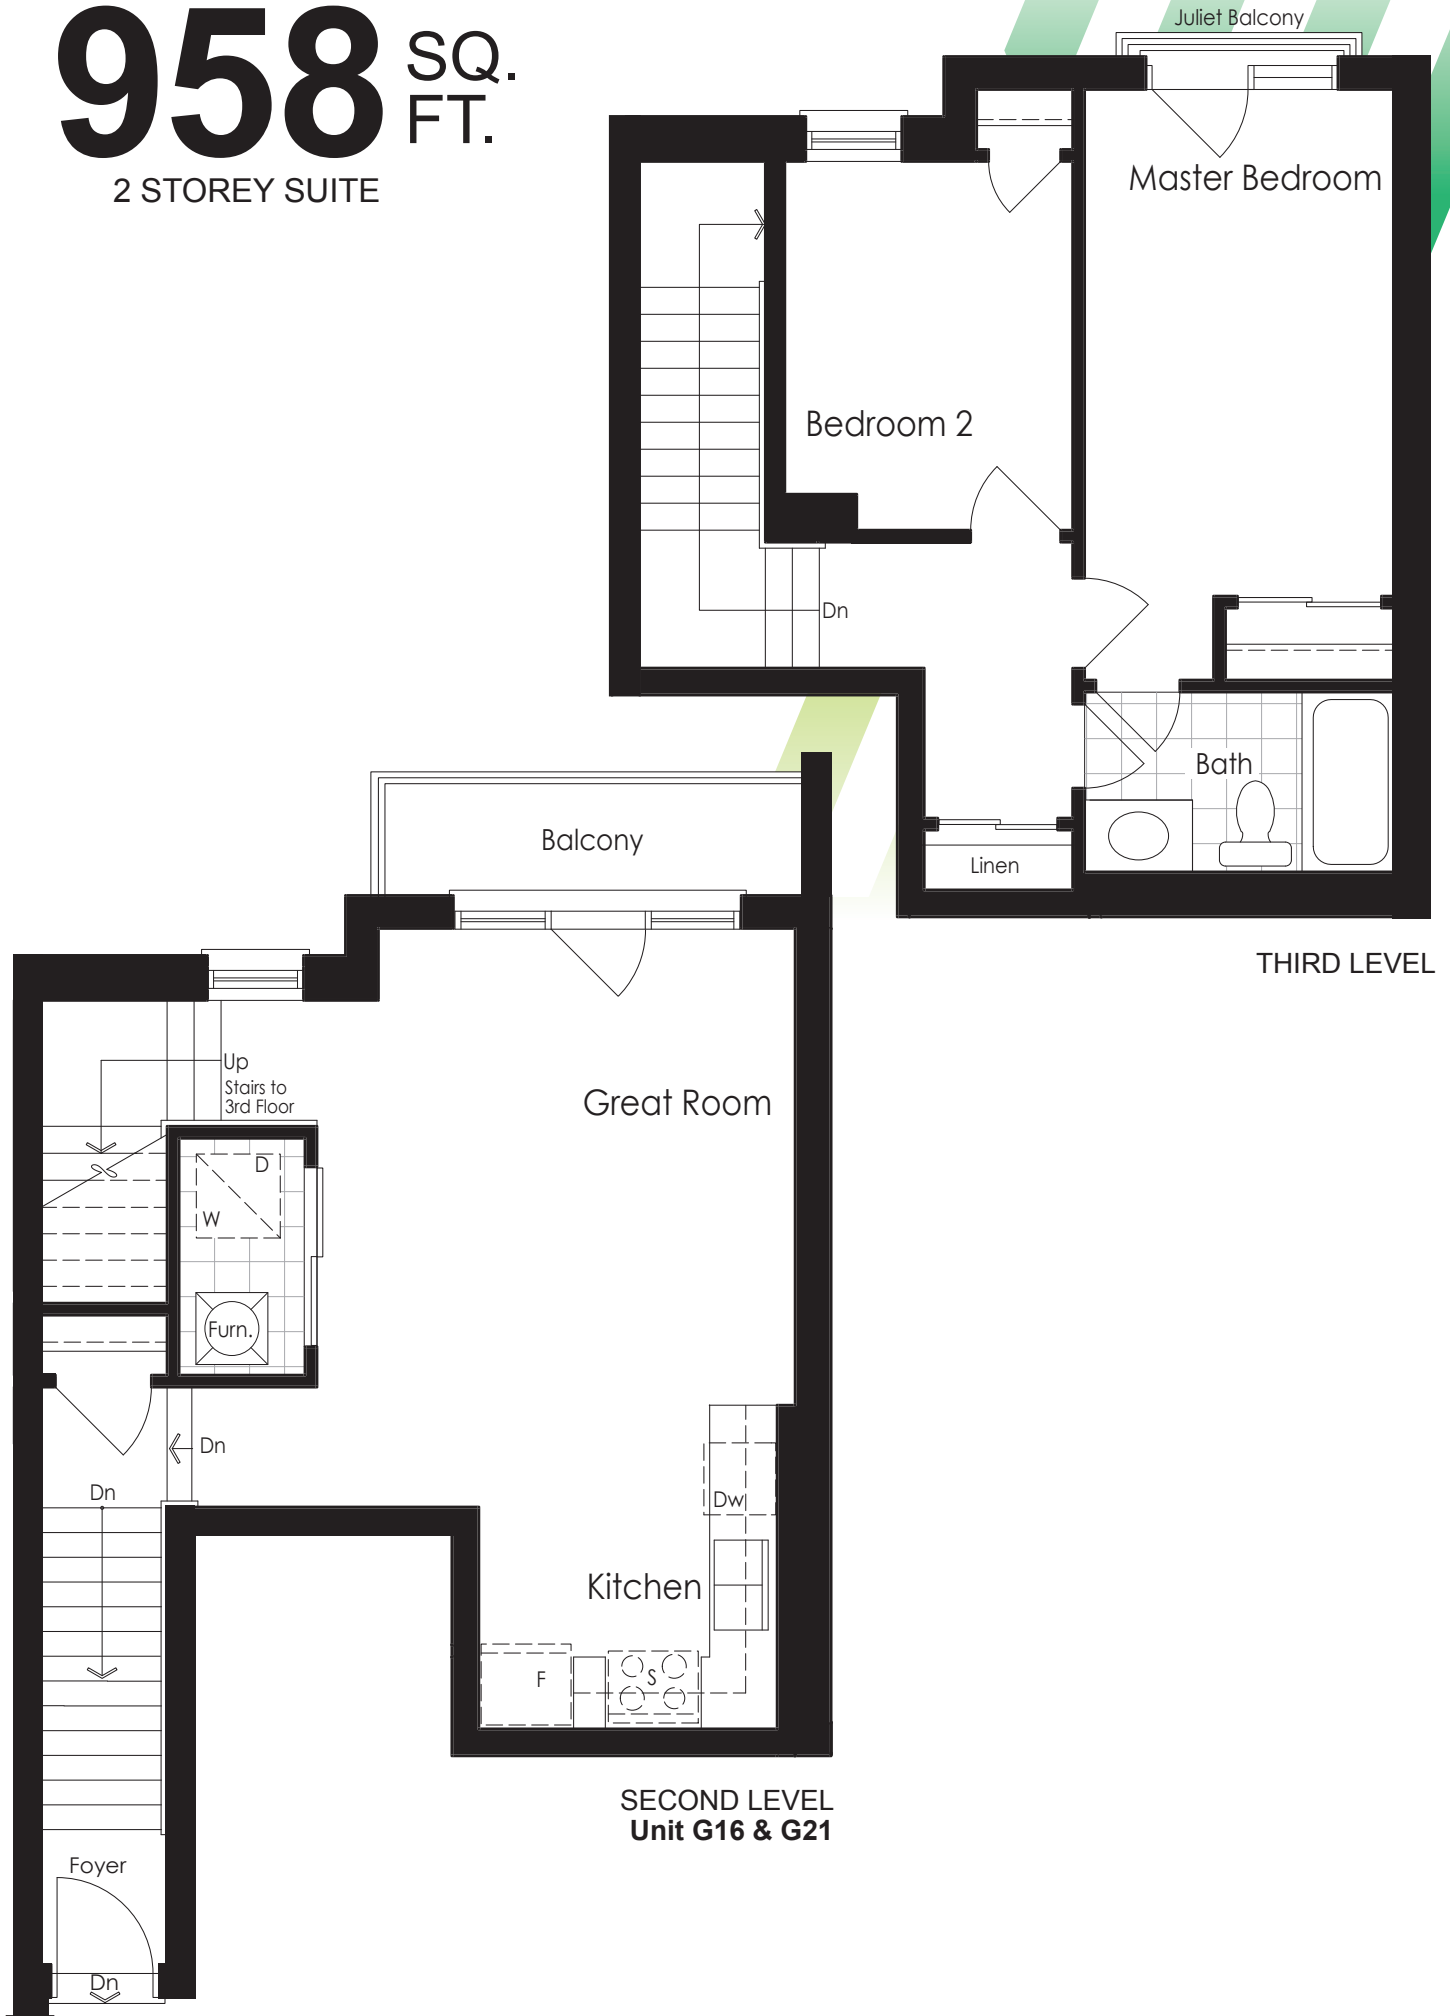 958 SQ. FT.
2 STOREY SUITE
Juliet Balcony
Master Bedroom
Bedroom 2
Dn
Bath
Linen
THIRD LEVEL
Balcony
Up
Stairs to
3rd Floor
Great Room
D
W
Furn.
Dn
Dn
Dw
Kitchen
F
S
SECOND LEVEL
Unit G16 & G21
Foyer
Dn